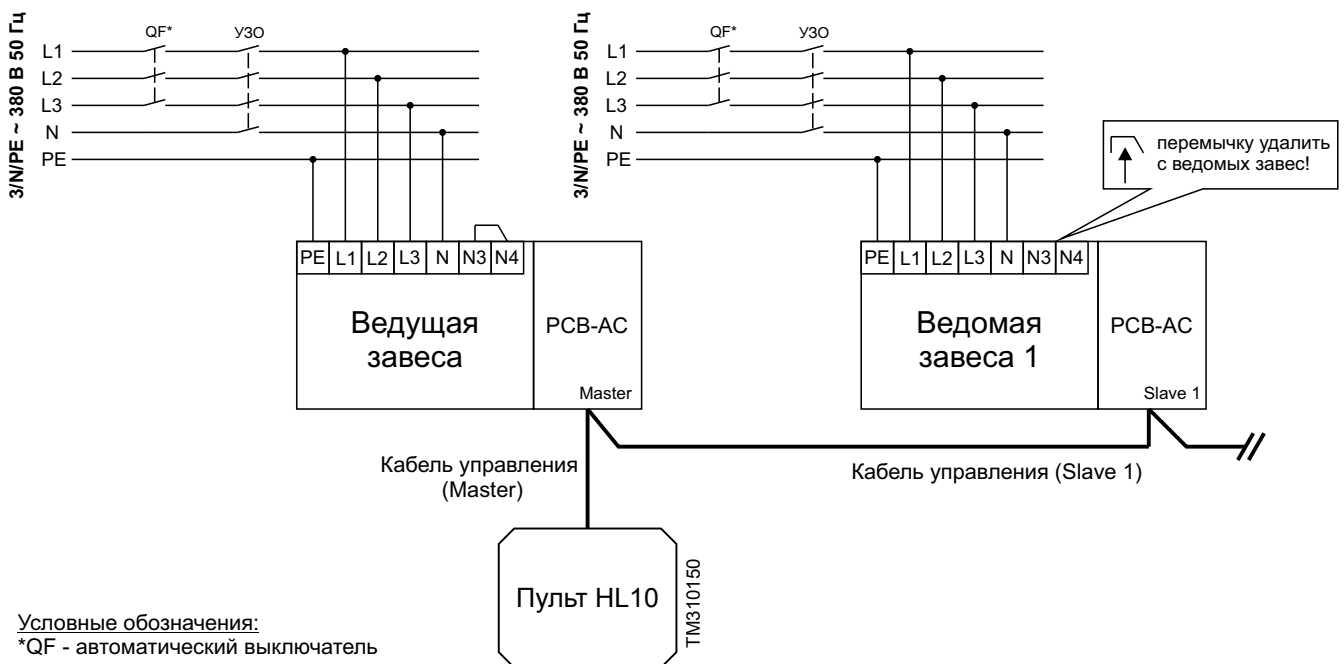 3/N/PE ~ 380 В 50 Гц
QF*
УЗО
L1
L2
L3
N
PE
3/N/PE ~ 380 В 50 Гц
QF*
УЗО
L1
L2
L3
N
PE
перемычку удалить
с ведомых завес!
PE L1 L2 L3 N N3 N4
Ведущая
завеса
PCB-AC
Master
PE L1 L2 L3 N N3 N4
Ведомая
завеса 1
PCB-AC
Slave 1
Кабель управления
(Master)
Кабель управления (Slave 1)
Пульт HL10
TM310150
Условные обозначения:
*QF - автоматический выключатель